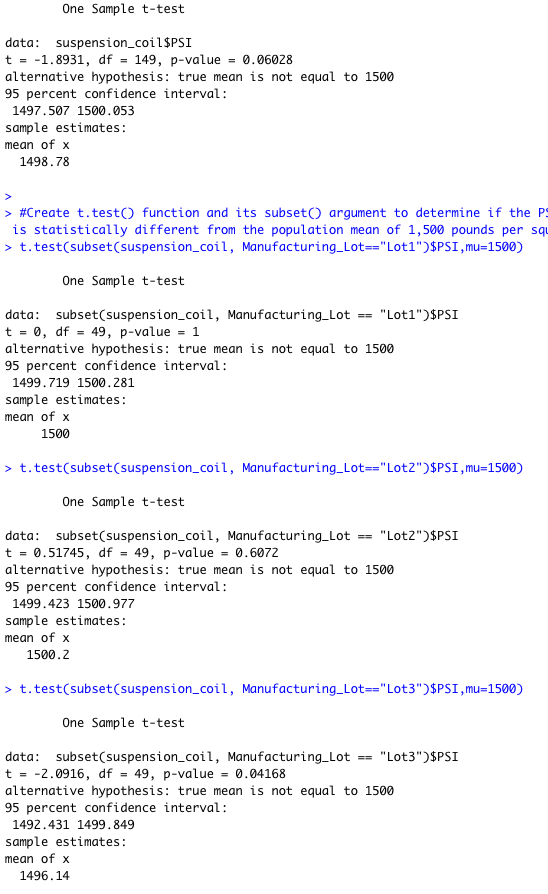 One Sample t-test
data:  suspension_coil$PSI
t = -1.8931, df = 149, p-value = 0.06028
alternative hypothesis: true mean is not equal to 1500
95 percent confidence interval:
 1497.507 1500.053
sample estimates:
mean of x
  1498.78
>
> #Create t.test() function and its subset() argument to determine if the
 is statistically different from the population mean of 1,500 pounds per
> t.test(subset(suspension_coil, Manufacturing_Lot=="Lot1")$PSI,mu=1500)
One Sample t-test
data:  subset(suspension_coil, Manufacturing_Lot == "Lot1")$PSI
t = 0, df = 49, p-value = 1
alternative hypothesis: true mean is not equal to 1500
95 percent confidence interval:
 1499.719 1500.281
sample estimates:
mean of x
     1500
> t.test(subset(suspension_coil, Manufacturing_Lot=="Lot2")$PSI,mu=1500)
One Sample t-test
data:  subset(suspension_coil, Manufacturing_Lot == "Lot2")$PSI
t = 0.51745, df = 49, p-value = 0.6072
alternative hypothesis: true mean is not equal to 1500
95 percent confidence interval:
 1499.423 1500.977
sample estimates:
mean of x
   1500.2
> t.test(subset(suspension_coil, Manufacturing_Lot=="Lot3")$PSI,mu=1500)
One Sample t-test
data:  subset(suspension_coil, Manufacturing_Lot == "Lot3")$PSI
t = -2.0916, df = 49, p-value = 0.04168
alternative hypothesis: true mean is not equal to 1500
95 percent confidence interval:
 1492.431 1499.849
sample estimates:
mean of x
  1496.14